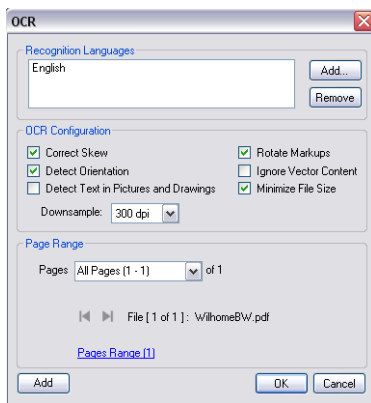 OCR
Recognition Languages
English
Add...
Remove
OCR Configuration
Correct Skew
Rotate Markups
Detect Orientation
Ignore Vector Content
Detect Text in Pictures and Drawings
Minimize File Size
Downsample: 300 dpi
Page Range
Pages All Pages (1 - 1) of 1
File [ 1 of 1 ] : WilhomeBW.pdf
Pages Range (1)
Add OK Cancel